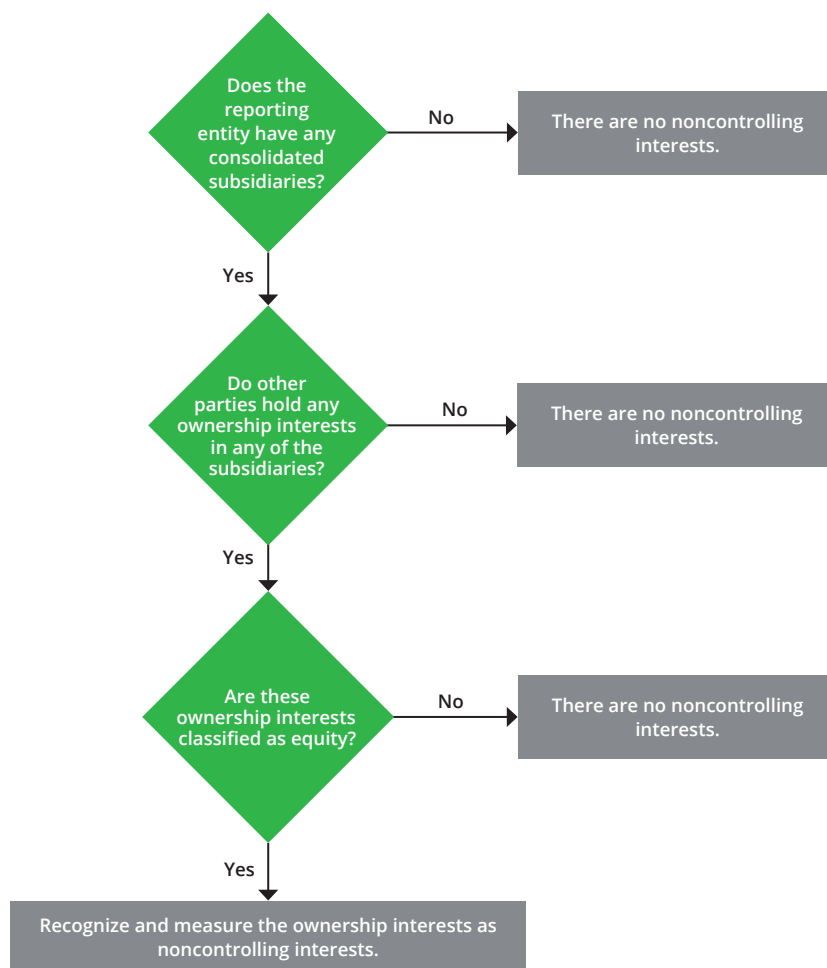 Does the
reporting
entity have any
consolidated
subsidiaries?
No
There are no noncontrolling
interests.
Yes
Do other
parties hold any
ownership interests
in any of the
subsidiaries?
No
There are no noncontrolling
interests.
Yes
Are these
ownership interests
classified as equity?
No
There are no noncontrolling
interests.
Yes
Recognize and measure the ownership interests as
noncontrolling interests.